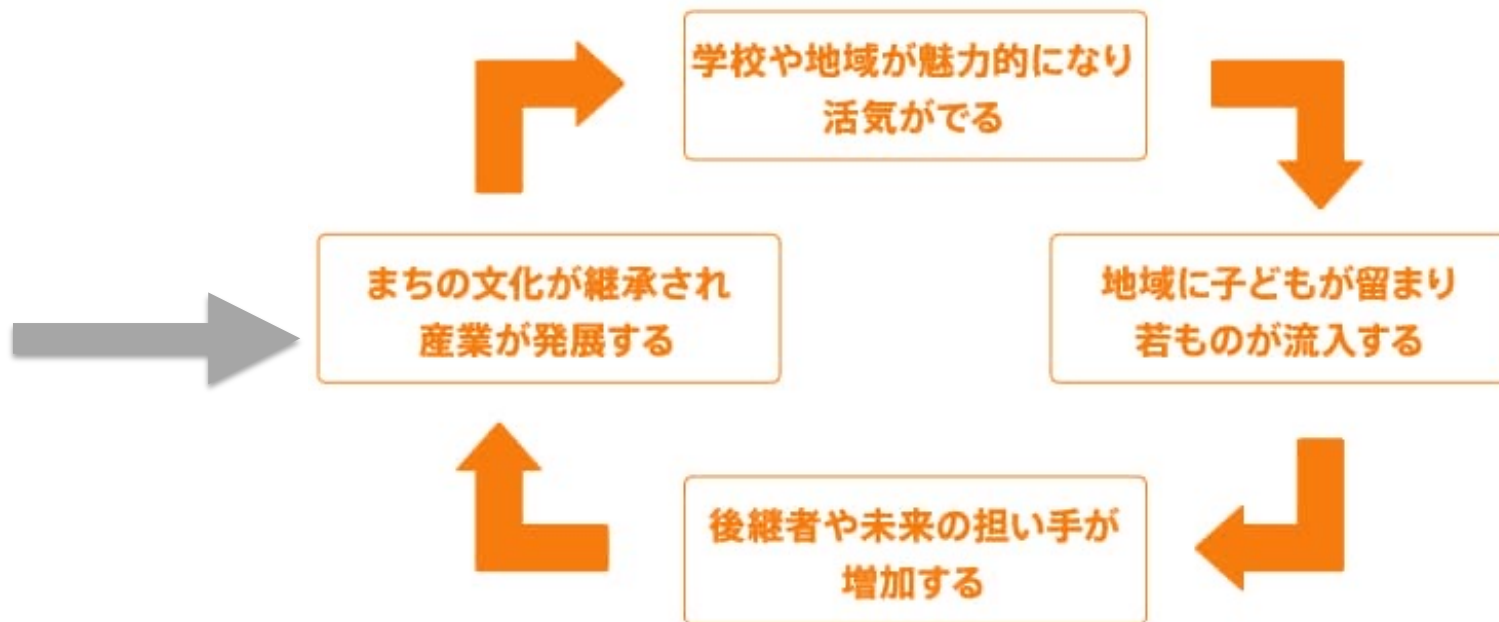 学校や地域が魅力的になり
活気がでる
まちの文化が継承され
産業が発展する
地域に子どもが留まり
若ものが流入する
後継者や未来の担い手が
増加する